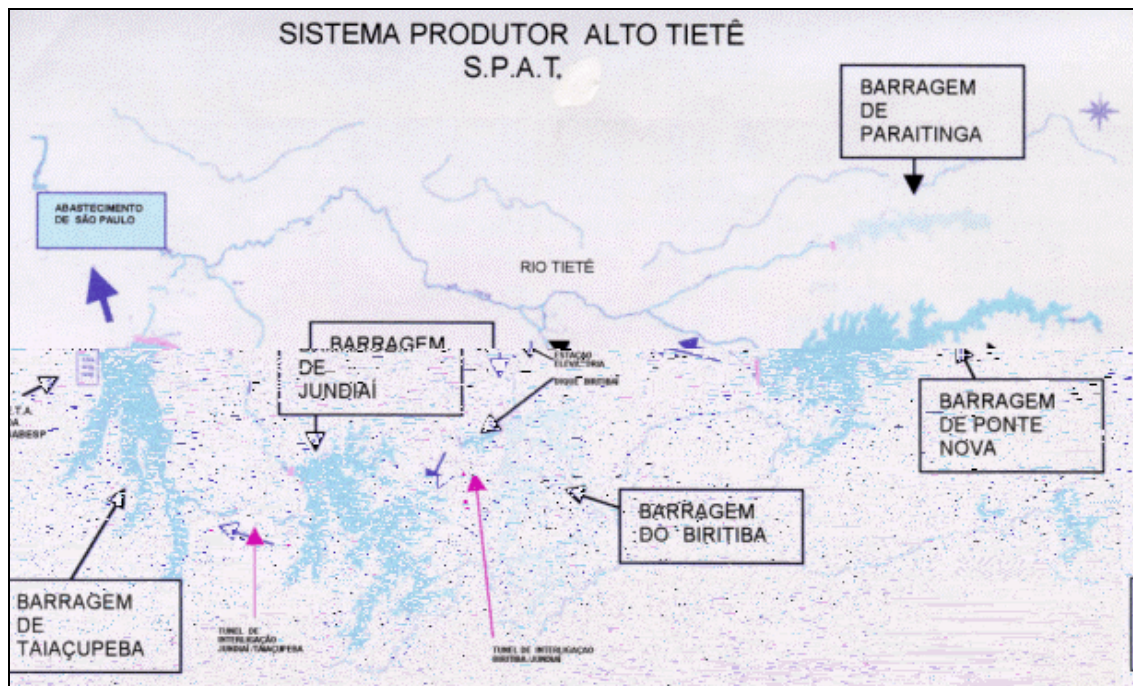 SISTEMA PRODUTOR ALTO TIETÊ
S.P.A.T.
BARRAGEM
DE
PARAITINGA
ABASTECIMENTO
DE SÃO PAULO
RIO TIETÊ
BARRAGEM
DE
JUNDIAÍ
ESTAÇÃO
DIQUE BIRITIBA
BARRAGEM
DE PONTE
NOVA
BARRAGEM
DO BIRITIBA
BARRAGEM
DE
TAIAÇUPEBA
TUNEL DE
INTERLIGAÇÃO
JUNDIAÍ/TAIAÇUPEBA
TUNEL DE INTERLIGAÇÃO
BIRITIBA/JUNDIAÍ